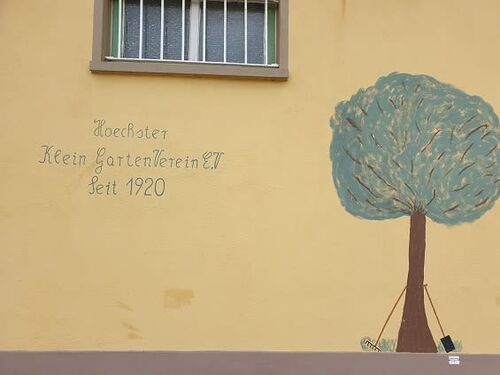 Hoechster
Klein GartenVerein E.V
Seit 1920